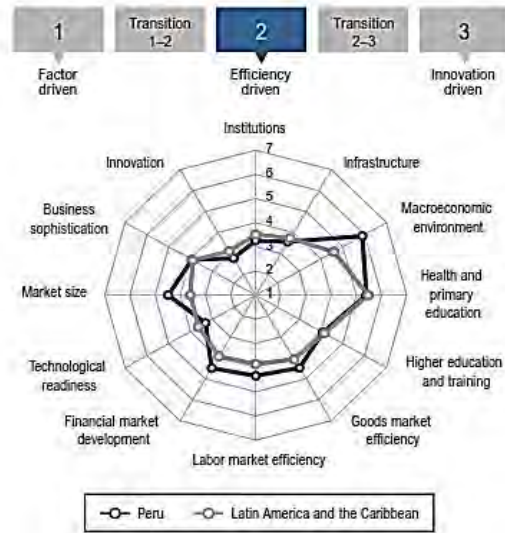 1
Transition
1–2
2
Transition
2–3
3
Factor
driven
Efficiency
driven
Innovation
driven
Institutions
7
6
5
4
3
2
1
Infrastructure
Macroeconomic
environment
Health and
primary
education
Higher education
and training
Goods market
efficiency
Labor market efficiency
Financial market
development
Technological
readiness
Market size
Business
sophistication
Innovation
Peru
Latin America and the Caribbean